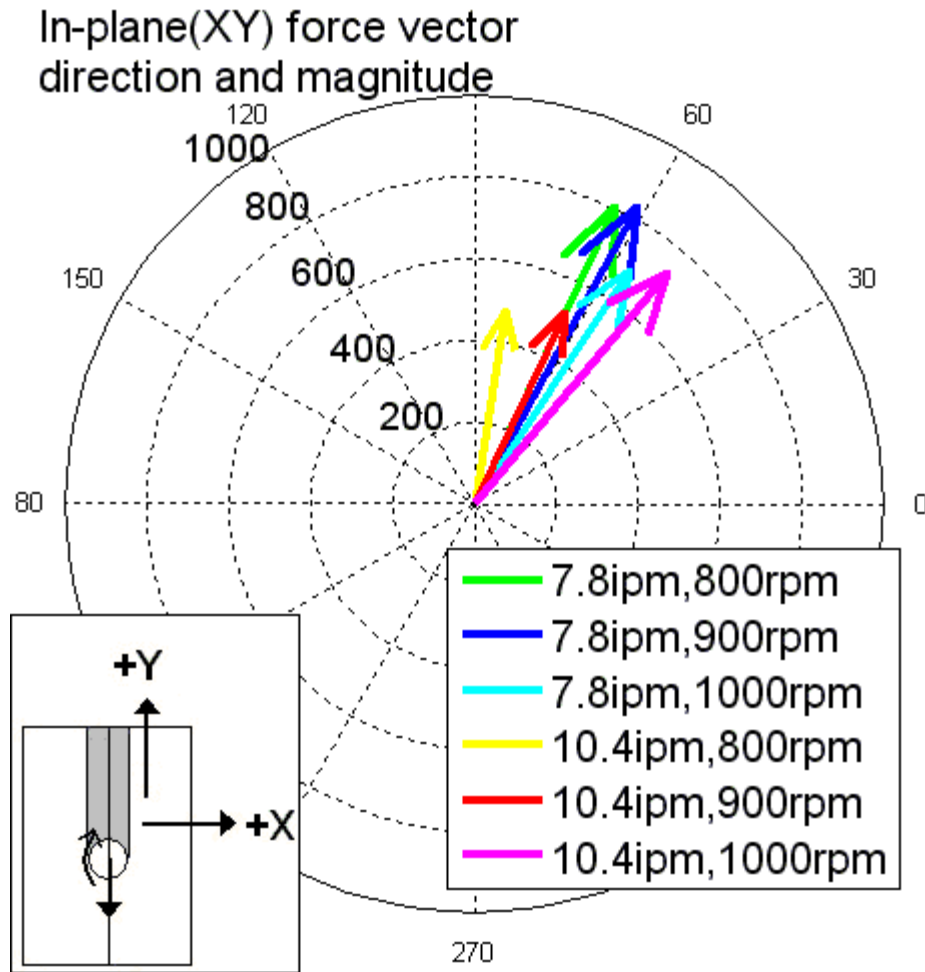 In-plane(XY) force vector
direction and magnitude
120
60
1000
800
600
400
200
150
30
80
0
7.8ipm,800rpm
7.8ipm,900rpm
7.8ipm,1000rpm
10.4ipm,800rpm
10.4ipm,900rpm
10.4ipm,1000rpm
+Y
+X
270